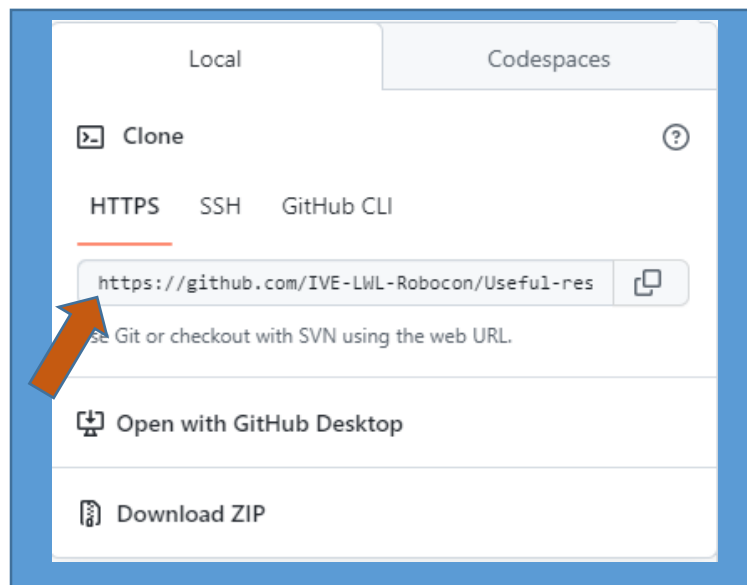 Local
Codespaces
Clone
HTTPS SSH GitHub CLI
https://github.com/IVE-LWL-Robocon/Useful-res
Git or checkout with SVN using the web URL.
Open with GitHub Desktop
Download ZIP